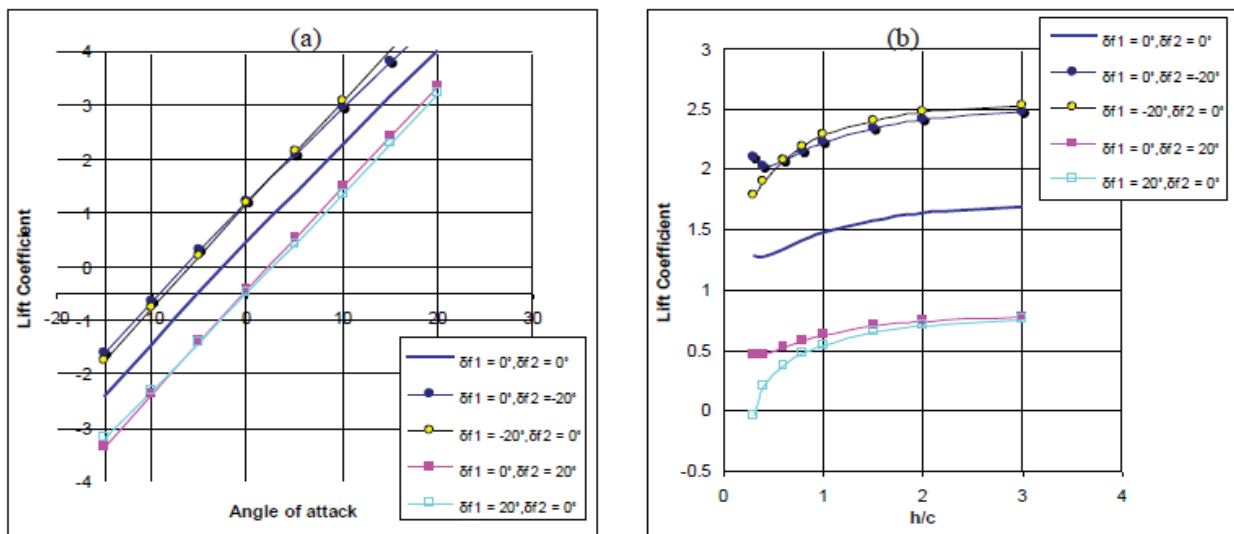 (a)
4
3
2
1
0
-20
-10
0
10
20
30
-1
-2
-3
-4
Lift Coefficient
Angle of attack
δf1 = 0°,δf2 = 0°
δf1 = 0°,δf2 =-20°
δf1 = -20°,δf2 = 0°
δf1 = 0°,δf2 = 20°
δf1 = 20°,δf2 = 0°
(b)
3
2.5
2
1.5
1
0.5
0
-0.5
0
1
2
3
4
Lift Coefficient
h/c
δf1 = 0°,δf2 = 0°
δf1 = 0°,δf2 =-20°
δf1 = -20°,δf2 = 0°
δf1 = 0°,δf2 = 20°
δf1 = 20°,δf2 = 0°